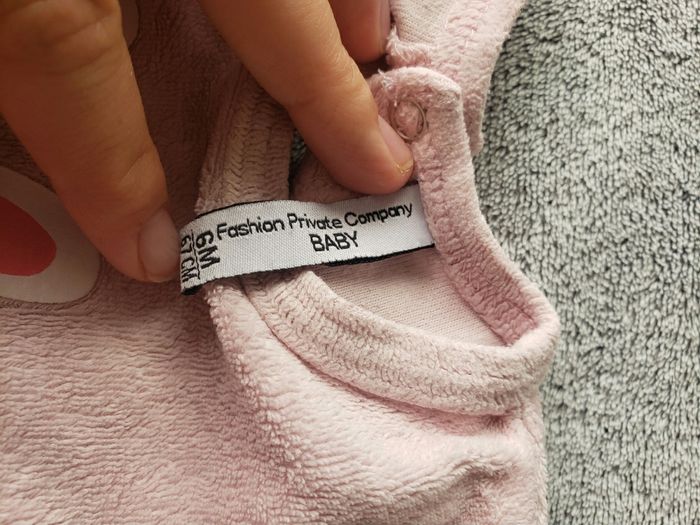 Fashion Private Company
BABY
6M
67CM